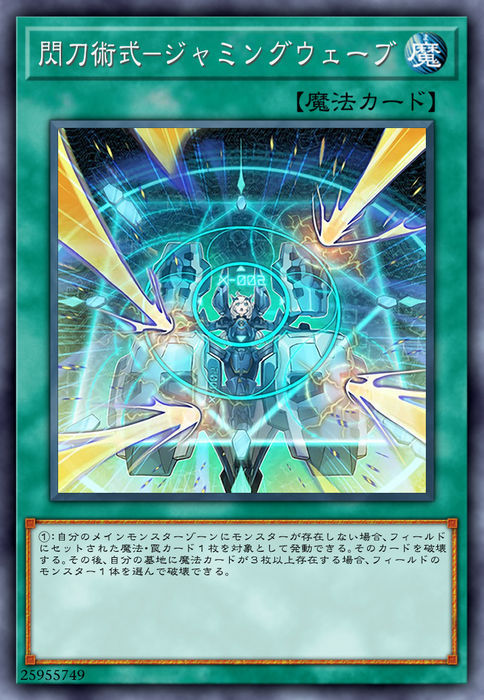 閃刀術式−ジャミングウェーブ 魔
【魔法カード】
X-002
①：自分のメインモンスターゾーンにモンスターが存在しない場合、フィールド
にセットされた魔法・罠カード１枚を対象として発動できる。そのカードを破壊
する。その後、自分の墓地に魔法カードが３枚以上存在する場合、フィールドの
モンスター１体を選んで破壊できる。
25955749